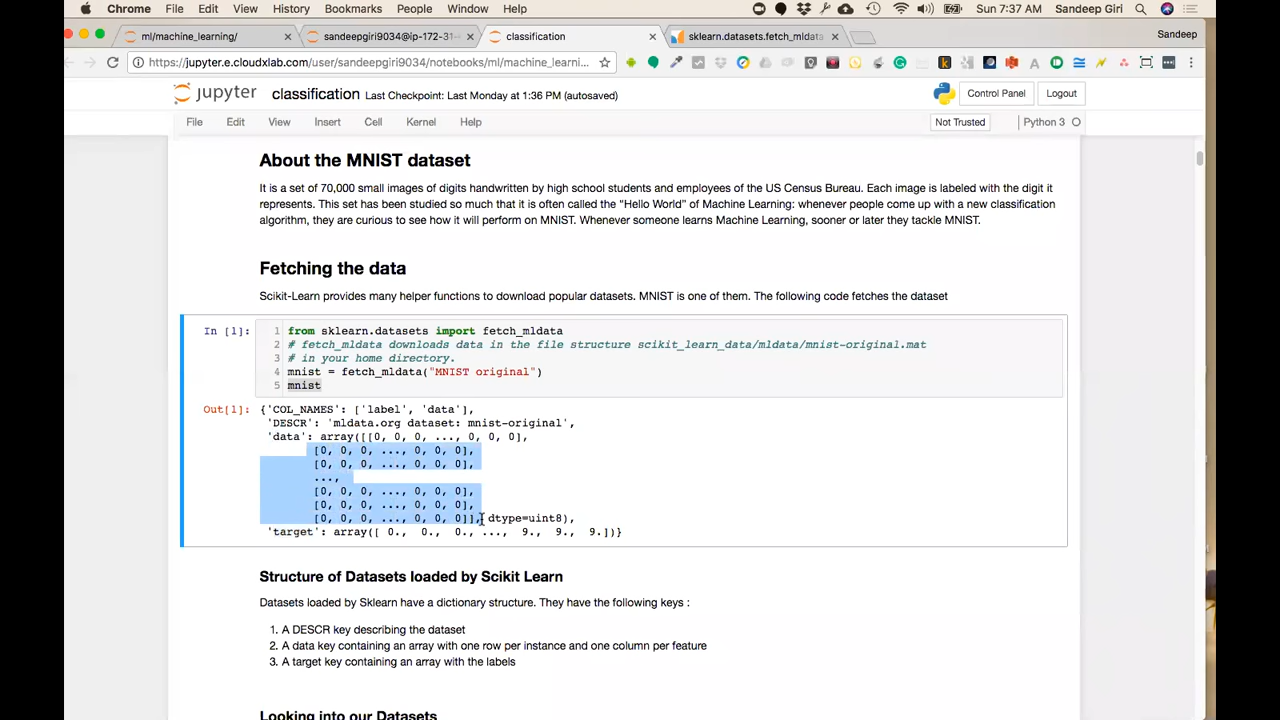 Chrome File Edit View History Bookmarks People Window Help Sun 7:37 AM Sandeep Giri
ml/machine_learning/ sandeepgiri9034@ip-172-31- classification sklearn.datasets.fetch_mldata Sandeep
https://jupyter.e.cloudxlab.com/user/sandeepgiri9034/notebooks/ml/machine_learni...
jupyter classification Last Checkpoint: Last Monday at 1:36 PM (autosaved) Control Panel Logout
File Edit View Insert Cell Kernel Help Not Trusted Python 3
About the MNIST dataset
It is a set of 70,000 small images of digits handwritten by high school students and employees of the US Census Bureau. Each image is labeled with the digit it
represents. This set has been studied so much that it is often called the “Hello World” of Machine Learning: whenever people come up with a new classification
algorithm, they are curious to see how it will perform on MNIST. Whenever someone learns Machine Learning, sooner or later they tackle MNIST.
Fetching the data
Scikit-Learn provides many helper functions to download popular datasets. MNIST is one of them. The following code fetches the dataset
In [1]: 1 from sklearn.datasets import fetch_mldata
2 # fetch_mldata downloads data in the file structure scikit_learn_data/mldata/mnist-original.mat
3 # in your home directory.
4 mnist = fetch_mldata("MNIST original")
5 mnist
Out[1]: {'COL_NAMES': ['label', 'data'],
'DESCR': 'mldata.org dataset: mnist-original',
'data': array([[0, 0, 0, ..., 0, 0, 0],
[0, 0, 0, ..., 0, 0, 0],
[0, 0, 0, ..., 0, 0, 0],
...,
[0, 0, 0, ..., 0, 0, 0],
[0, 0, 0, ..., 0, 0, 0],
[0, 0, 0, ..., 0, 0, 0]], dtype=uint8),
'target': array([ 0., 0., 0., ..., 9., 9., 9.])}
Structure of Datasets loaded by Scikit Learn
Datasets loaded by Sklearn have a dictionary structure. They have the following keys :
1. A DESCR key describing the dataset
2. A data key containing an array with one row per instance and one column per feature
3. A target key containing an array with the labels
Looking into our Datasets